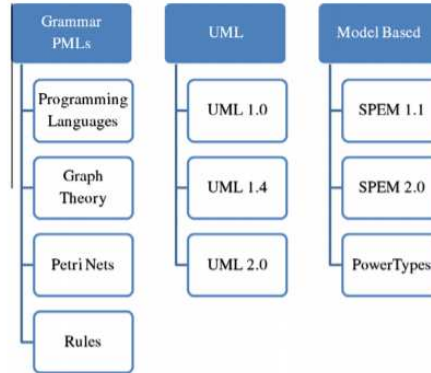 Grammar
PMLs
Programming
Languages
Graph
Theory
Petri Nets
Rules
UML
UML 1.0
UML 1.4
UML 2.0
Model Based
SPEM 1.1
SPEM 2.0
PowerTypes